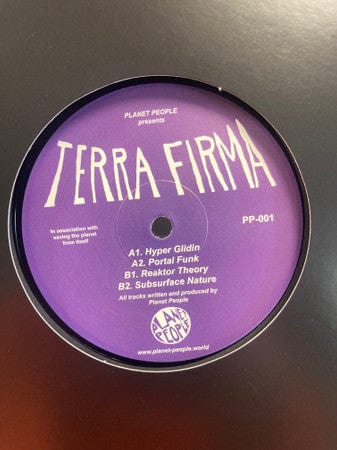 PLANET PEOPLE
presents
TERRA FIRMA
In association with
saving the planet
from itself
PP-001
A1. Hyper Glidin
A2. Portal Funk
B1. Reaktor Theory
B2. Subsurface Nature
All tracks written and produced by
Planet People
PLANET
PEOPLE
www.planet-people.world